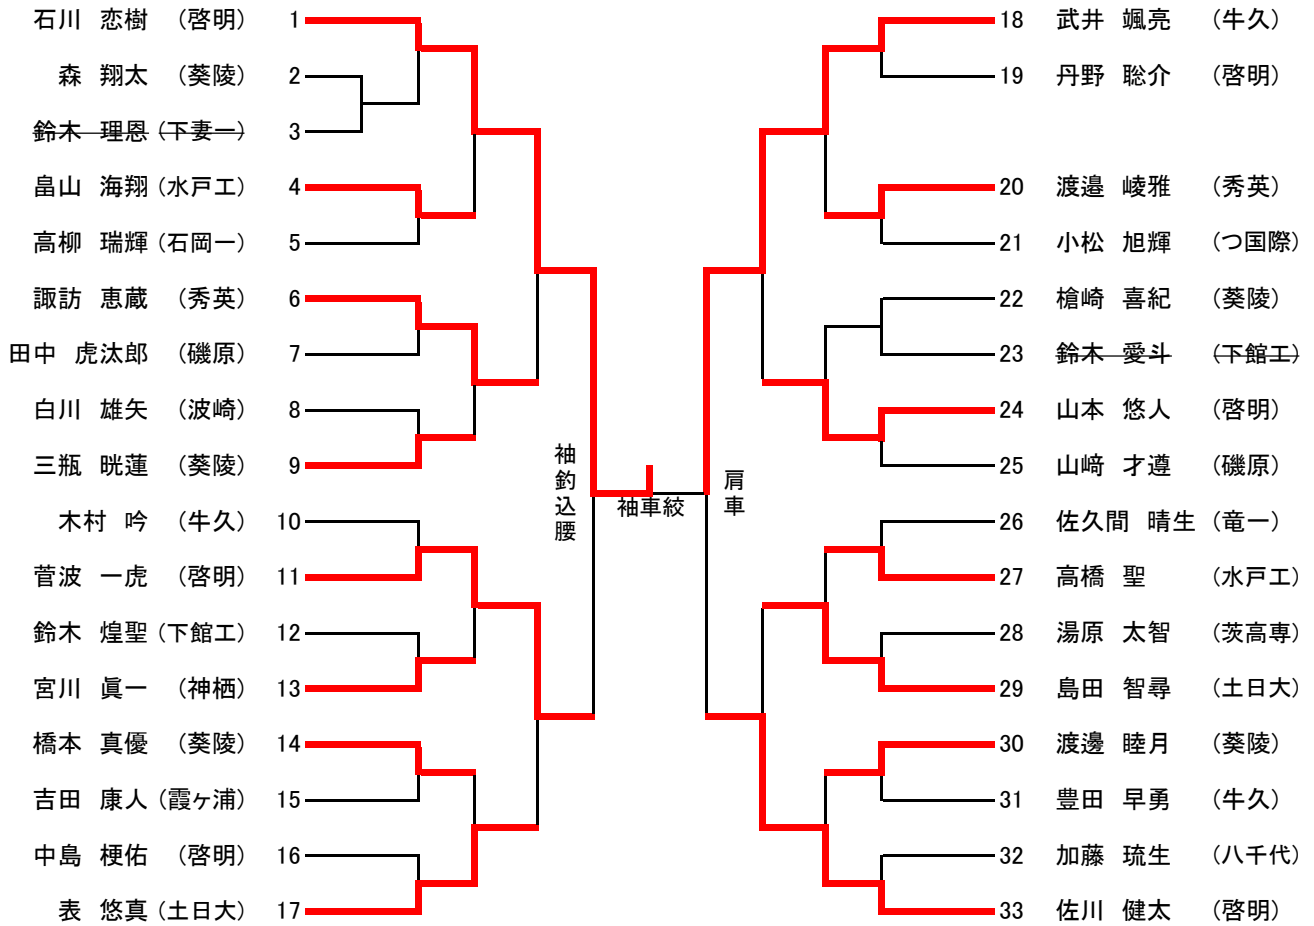 石川 恋樹 （啓明） 1
森 翔太 （葵陵） 2
鈴木 理恩 （下妻一） 3
畠山 海翔 （水戸工） 4
高柳 瑞輝 （石岡一） 5
諏訪 恵蔵 （秀英） 6
田中 虎汰郎 （磯原） 7
白川 雄矢 （波崎） 8
三瓶 晄蓮 （葵陵） 9
木村 吟 （牛久） 10
菅波 一虎 （啓明） 11
鈴木 煌聖 （下館工） 12
宮川 眞一 （神栖） 13
橋本 真優 （葵陵） 14
吉田 康人 （霞ヶ浦） 15
中島 梗佑 （啓明） 16
表 悠真 （土日大） 17
袖釣込腰
袖車絞
肩車
18 武井 颯亮 （牛久）
19 丹野 聡介 （啓明）
20 渡邉 崚雅 （秀英）
21 小松 旭輝 （つ国際）
22 槍崎 喜紀 （葵陵）
23 鈴木 愛斗 （下館工）
24 山本 悠人 （啓明）
25 山﨑 才遵 （磯原）
26 佐久間 晴生 （竜一）
27 高橋 聖 （水戸工）
28 湯原 太智 （茨高専）
29 島田 智尋 （土日大）
30 渡邊 睦月 （葵陵）
31 豊田 早勇 （牛久）
32 加藤 琉生 （八千代）
33 佐川 健太 （啓明）